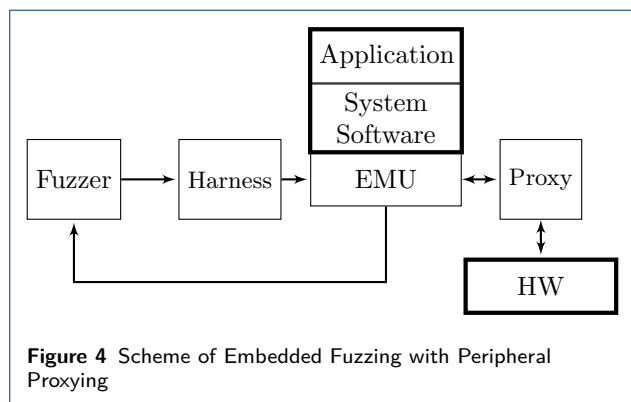 Application
System
Software
Fuzzer
Harness
EMU
Proxy
HW
Figure 4 Scheme of Embedded Fuzzing with Peripheral
Proxying